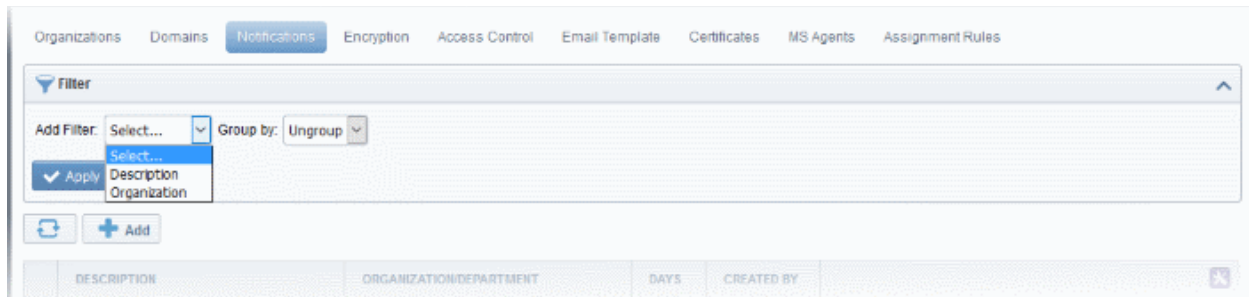 Organizations Domains Notifications Encryption Access Control Email Template Certificates MS Agents Assignment Rules
Filter
Add Filter: Select... Group by: Ungroup
Select...
Apply Description
Organization
Add
DESCRIPTION ORGANIZATION/DEPARTMENT DAYS CREATED BY